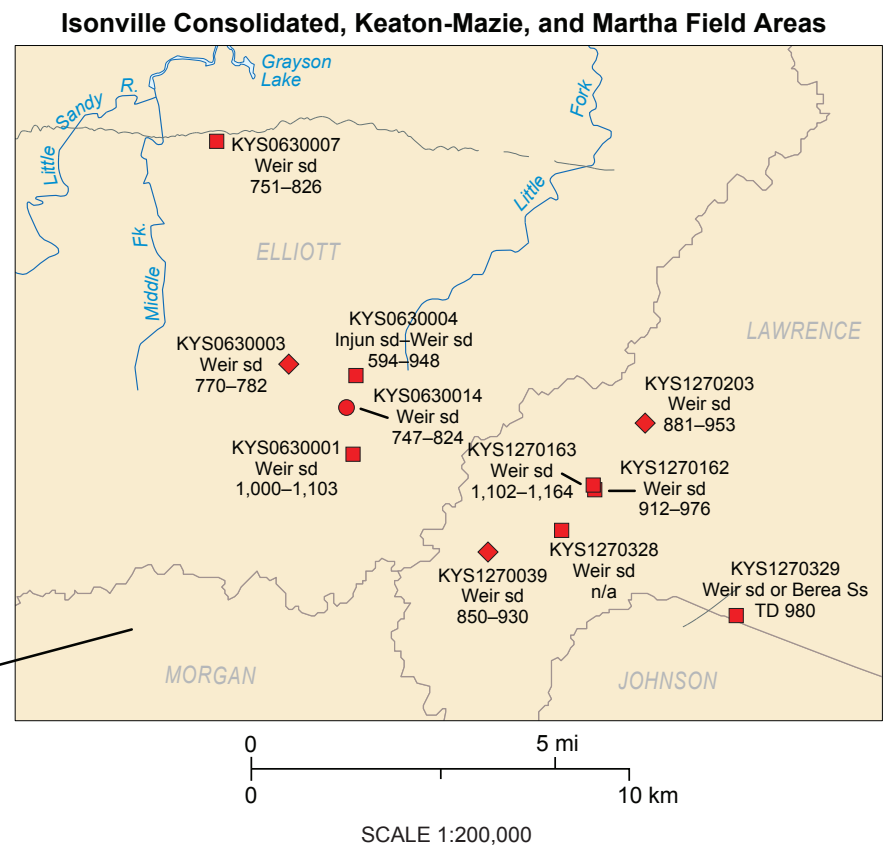 Isonville Consolidated, Keaton-Mazie, and Martha Field Areas
Grayson
Lake
Little
Sandy
R.
Fork
Little
KYS0630007
Weir sd
751–826
ELLIOTT
Middle
Fk.
KYS0630004
Injun sd–Weir sd
594–948
KYS0630003
Weir sd
770–782
LAWRENCE
KYS0630014
Weir sd
747–824
KYS1270203
Weir sd
881–953
KYS0630001
Weir sd
1,000–1,103
KYS1270163
Weir sd
1,102–1,164
KYS1270162
Weir sd
912–976
KYS1270328
Weir sd
n/a
KYS1270039
Weir sd
850–930
KYS1270329
Weir sd or Berea Ss
TD 980
MORGAN
JOHNSON
0 5 mi
0 10 km
SCALE 1:200,000